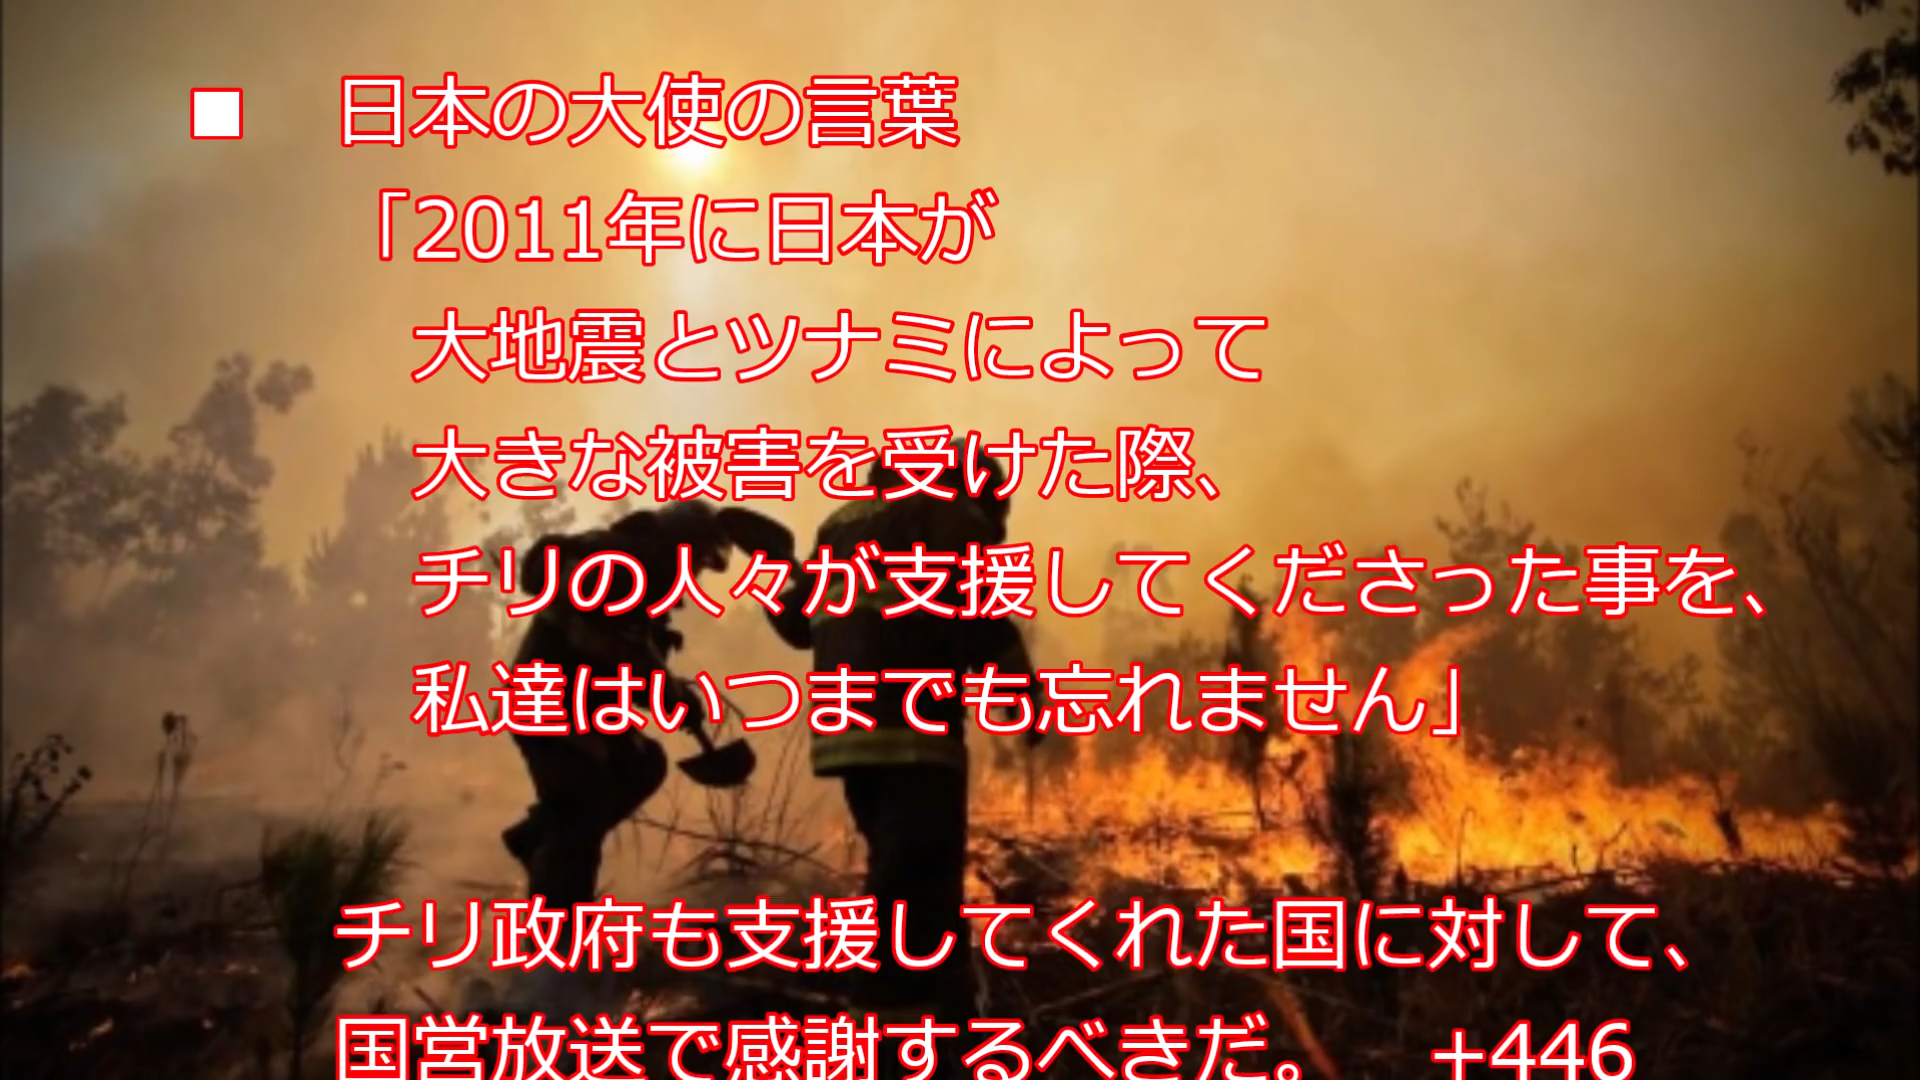 ■ 日本の大使の言葉
「2011年に日本が
大地震とツナミによって
大きな被害を受けた際、
チリの人々が支援してくださった事を、
私達はいつまでも忘れません」
チリ政府も支援してくれた国に対して、
国営放送で感謝するべきだ。 +446